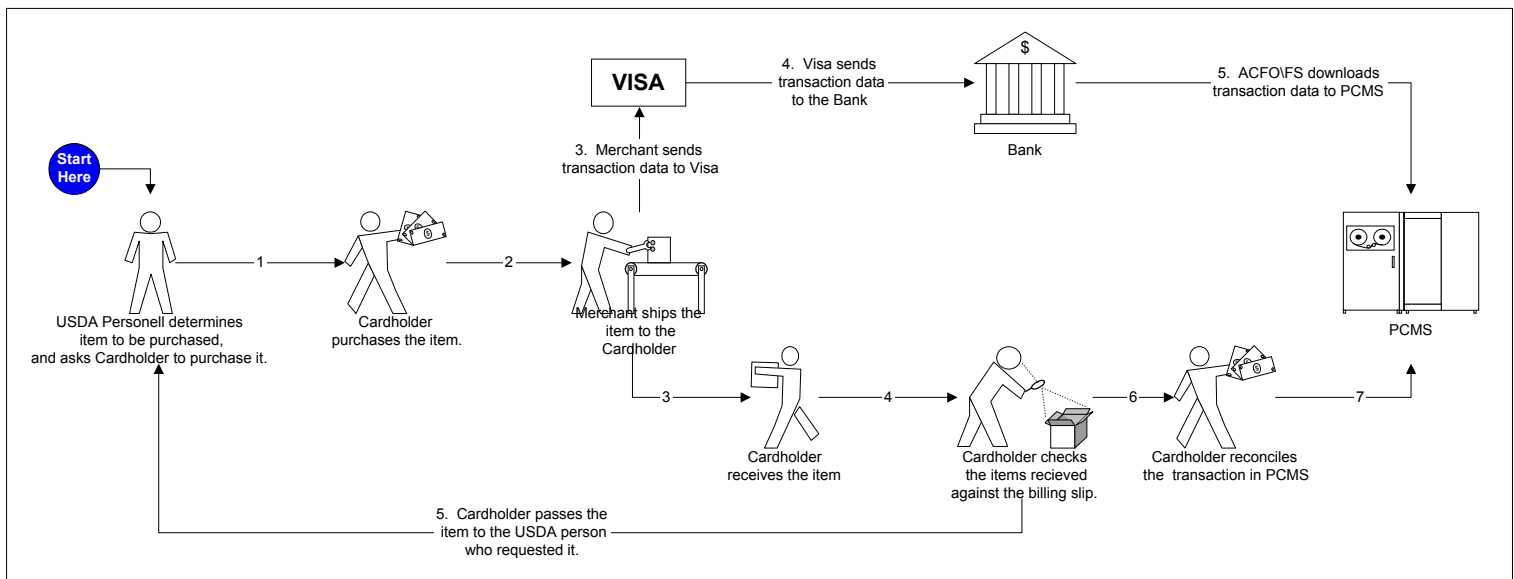 $
VISA
4.  Visa sends
transaction data
to the Bank
5.  ACFO\FS downloads
transaction data to PCMS
Bank
3.  Merchant sends
transaction data to Visa
Start
Here
1
2
USDA Personell determines
item to be purchased,
and asks Cardholder to purchase it.
Cardholder
purchases the item.
Merchant ships the
item to the
Cardholder
PCMS
3
4
6
7
Cardholder
receives the item
Cardholder checks
the items recieved
against the billing slip.
Cardholder reconciles
the transaction in PCMS
5.  Cardholder passes the
item to the USDA person
who requested it.